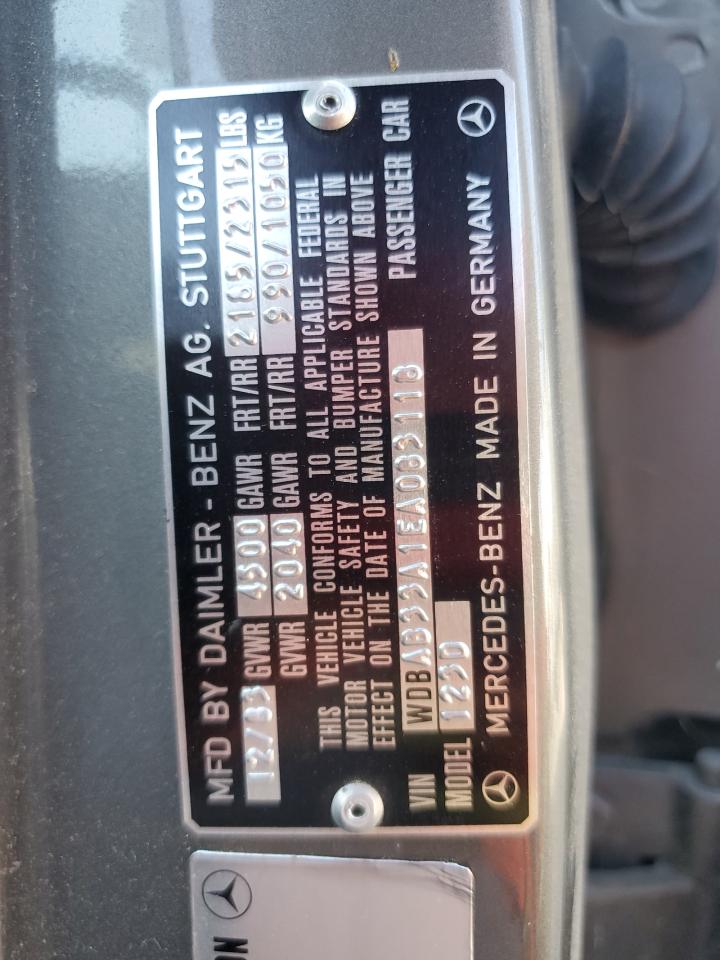 MFD BY DAIMLER - BENZ AG. STUTTGART
12/83 GVWR 4500 GAWR FRT/RR 2165/2315 LBS
GVWR 2040 GAWR FRT/RR 990/1050 KG
THIS VEHICLE CONFORMS TO ALL APPLICABLE FEDERAL
MOTOR VEHICLE SAFETY AND BUMPER STANDARDS IN
EFFECT ON THE DATE OF MANUFACTURE SHOWN ABOVE
VIN WDBAB33A1EA083118 PASSENGER CAR
MODEL 123D
MERCEDES-BENZ MADE IN GERMANY
ON